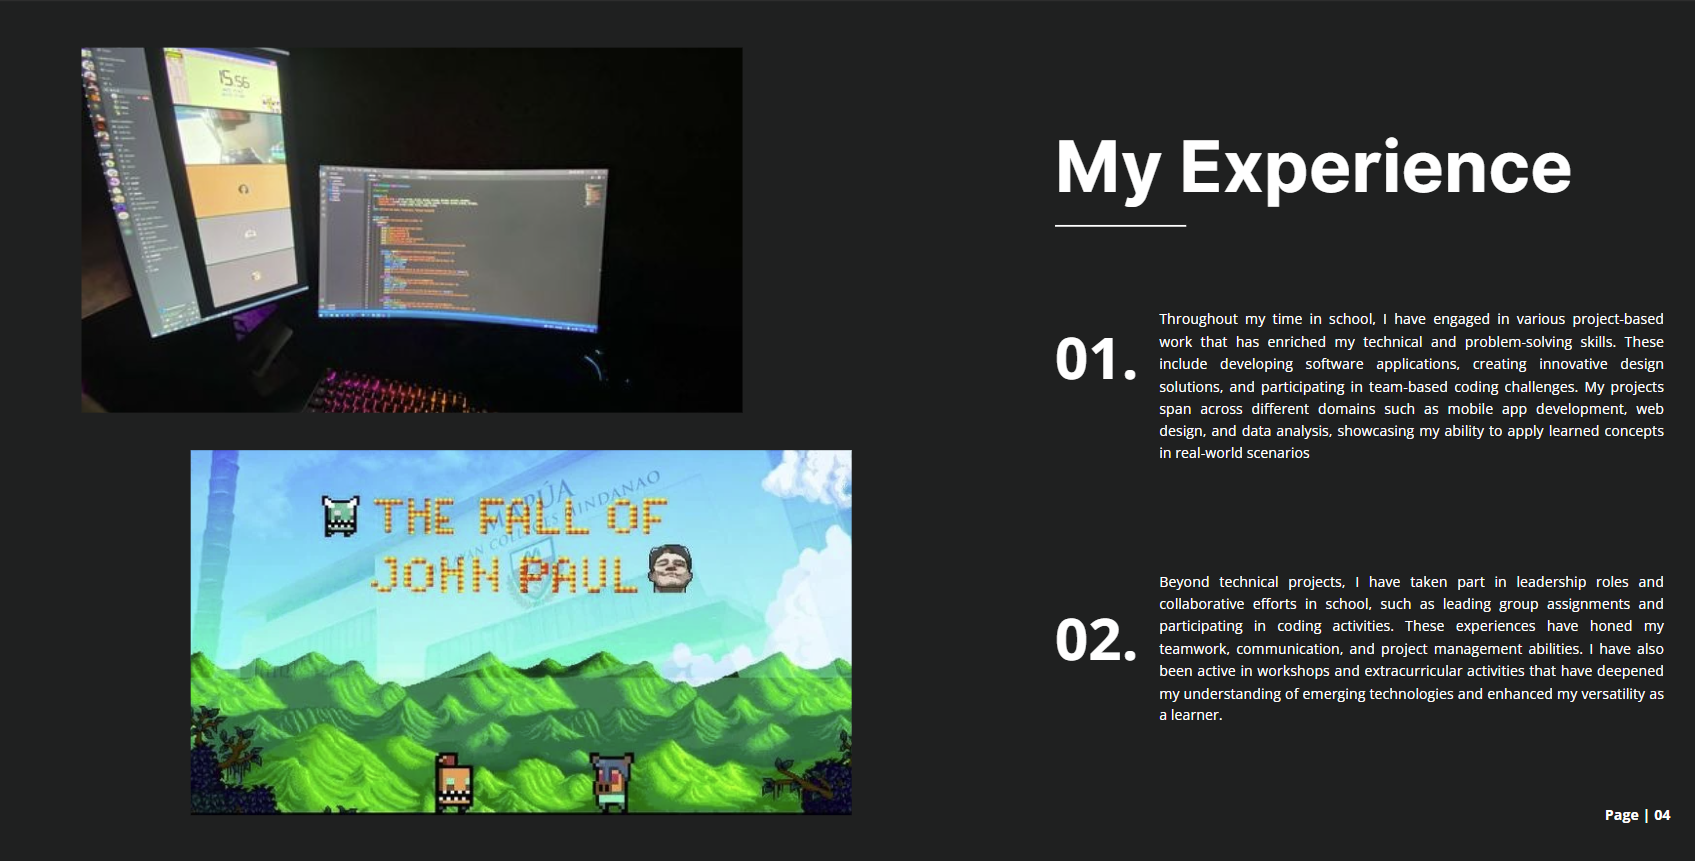 15:56
THE FALL OF
JOHN PAUL
MAPÚA
MALAYAN COLLEGES MINDANAO
My Experience
01.
Throughout my time in school, I have engaged in various project-based
work that has enriched my technical and problem-solving skills. These
include developing software applications, creating innovative design
solutions, and participating in team-based coding challenges. My projects
span across different domains such as mobile app development, web
design, and data analysis, showcasing my ability to apply learned concepts
in real-world scenarios
02.
Beyond technical projects, I have taken part in leadership roles and
collaborative efforts in school, such as leading group assignments and
participating in coding activities. These experiences have honed my
teamwork, communication, and project management abilities. I have also
been active in workshops and extracurricular activities that have deepened
my understanding of emerging technologies and enhanced my versatility as
a learner.
Page | 04